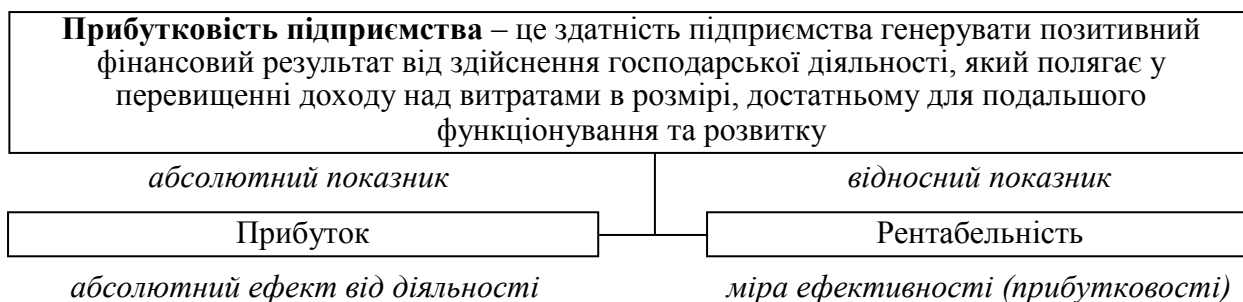 Прибутковість підприємства – це здатність підприємства генерувати позитивний
фінансовий результат від здійснення господарської діяльності, який полягає у
перевищенні доходу над витратами в розмірі, достатньому для подальшого
функціонування та розвитку
абсолютний показник
відносний показник
Прибуток
Рентабельність
абсолютний ефект від діяльності
міра ефективності (прибутковості)